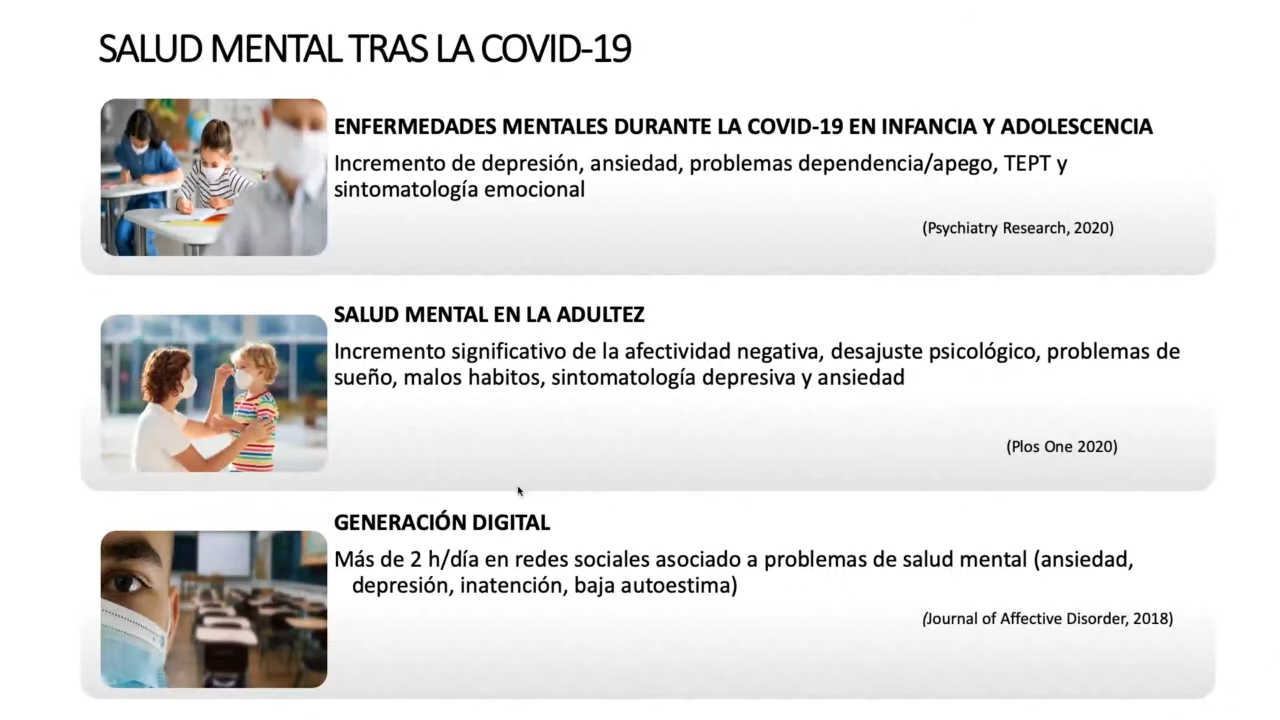 SALUD MENTAL TRAS LA COVID-19
ENFERMEDADES MENTALES DURANTE LA COVID-19 EN INFANCIA Y ADOLESCENCIA
Incremento de depresión, ansiedad, problemas dependencia/apego, TEPT y
sintomatología emocional
(Psychiatry Research, 2020)
SALUD MENTAL EN LA ADULTEZ
Incremento significativo de la afectividad negativa, desajuste psicológico, problemas de
sueño, malos habitos, sintomatología depresiva y ansiedad
(Plos One 2020)
GENERACIÓN DIGITAL
Más de 2 h/día en redes sociales asociado a problemas de salud mental (ansiedad,
depresión, inatención, baja autoestima)
(Journal of Affective Disorder, 2018)